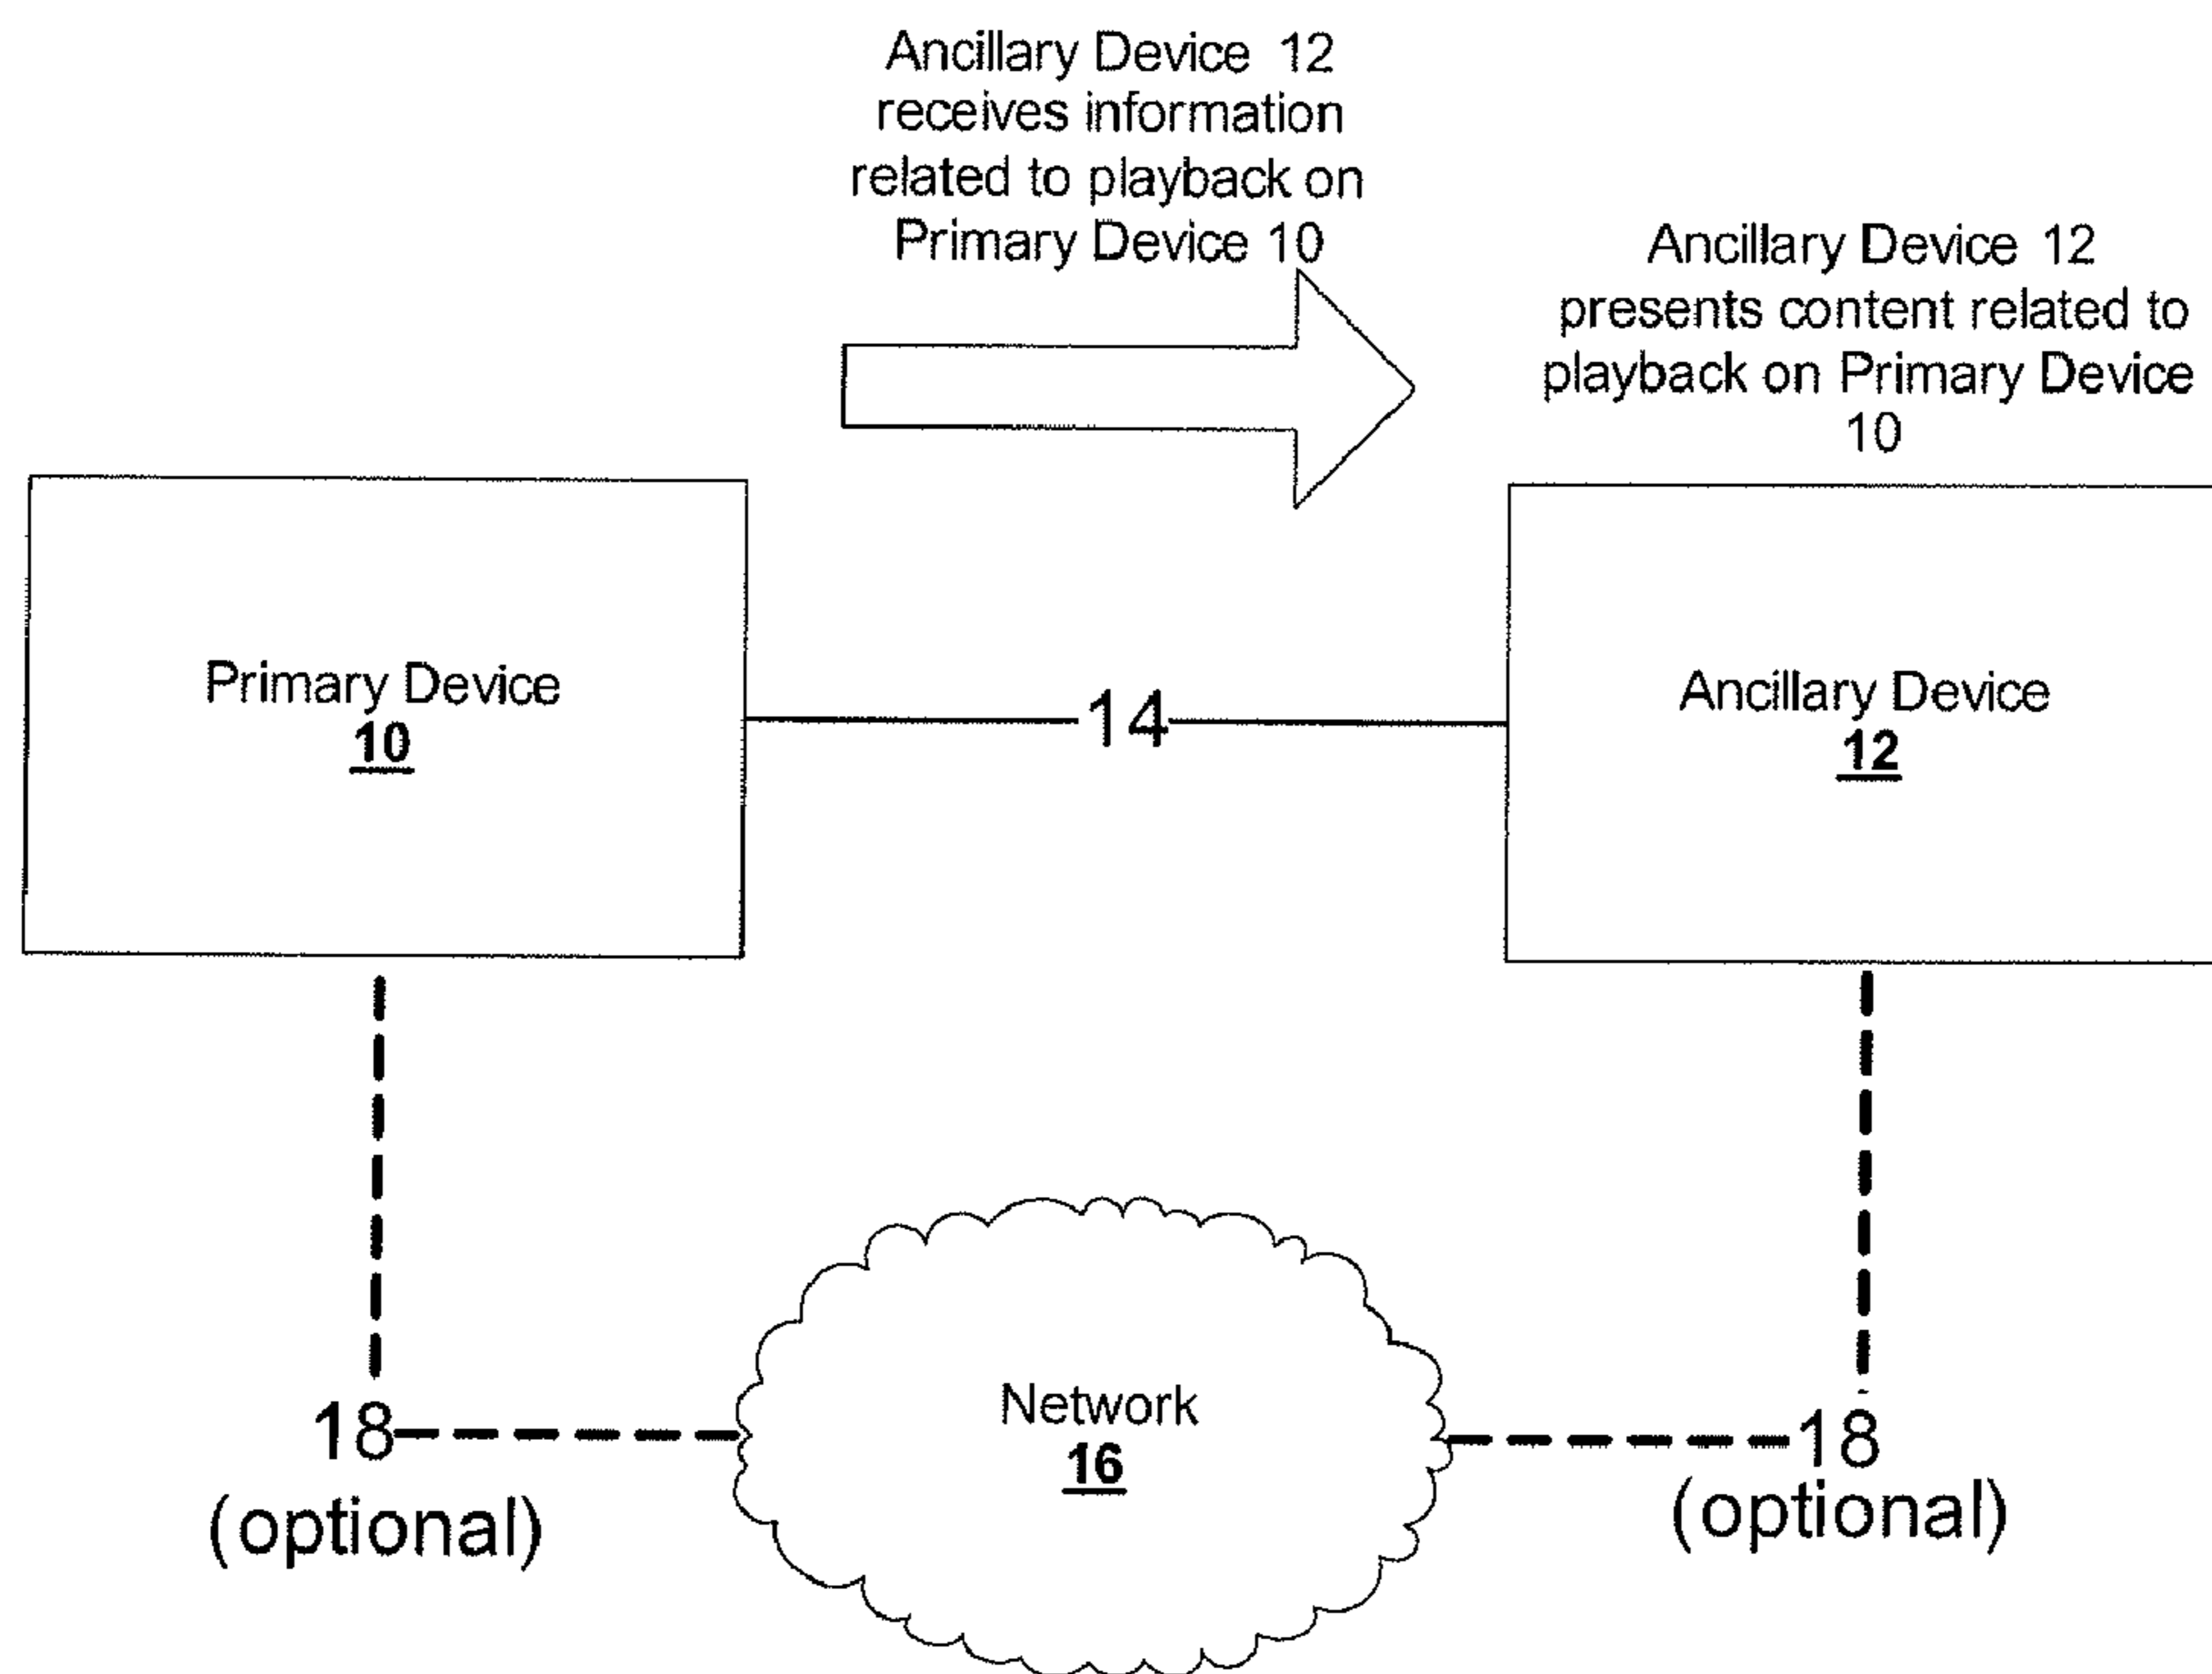 Ancillary Device 12
receives information
related to playback on
Primary Device 10
Ancillary Device 12
presents content related to
playback on Primary Device
10
Primary Device
10
14
Ancillary Device
12
18
(optional)
Network
16
18
(optional)